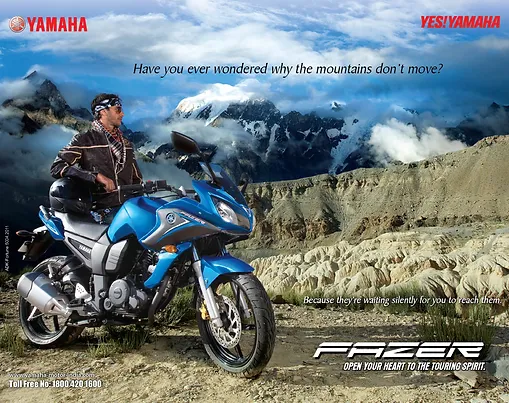 YAMAHA
YES!YAMAHA
Have you ever wondered why the mountains don't move?
Because they're waiting silently for you to reach them.
FAZER
OPEN YOUR HEART TO THE TOURING SPIRIT.
www.yamaha-motor-india.com
Toll Free No: 1800 420 1600